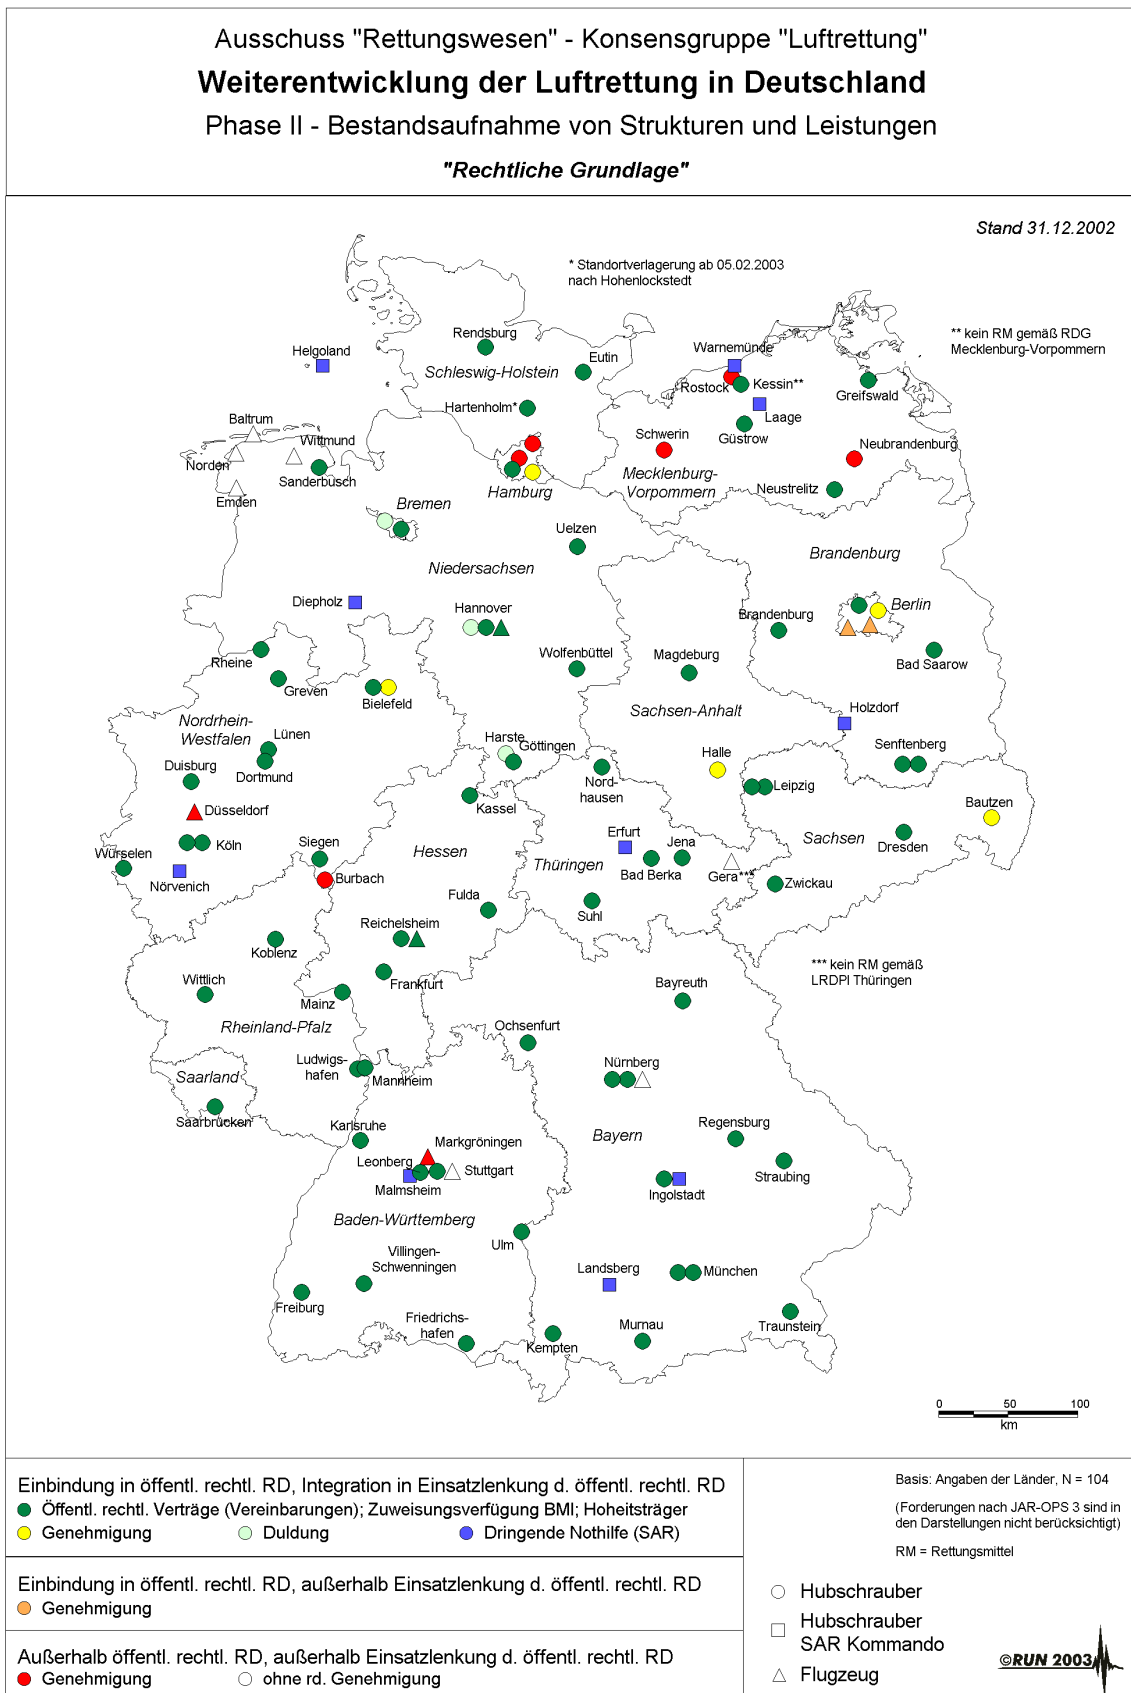 Ausschuss "Rettungswesen" - Konsensgruppe "Luftrettung"
Weiterentwicklung der Luftrettung in Deutschland
Phase II - Bestandsaufnahme von Strukturen und Leistungen
"Rechtliche Grundlage"
Stand 31.12.2002
* Standortverlagerung ab 05.02.2003
nach Hohenlockstedt
** kein RM gemäß RDG
Mecklenburg-Vorpommern
Rendsburg
Helgoland
Eutin
Warnemünde
Schleswig-Holstein
Rostock
Kessin**
Greifswald
Hartenholm*
Laage
Baltrum
Güstrow
Wittmund
Schwerin
Neubrandenburg
Norden
Sanderbusch
Mecklenburg-
Vorpommern
Neustrelitz
Emden
Hamburg
Bremen
Uelzen
Brandenburg
Niedersachsen
Diepholz
Hannover
Berlin
Brandenburg
Wolfenbüttel
Magdeburg
Bad Saarow
Rheine
Greven
Bielefeld
Sachsen-Anhalt
Holzdorf
Nordrhein-
Westfalen
Lünen
Harste
Göttingen
Halle
Senftenberg
Duisburg
Dortmund
Nord-
hausen
Leipzig
Kassel
Bautzen
Düsseldorf
Köln
Siegen
Hessen
Erfurt
Jena
Sachsen
Dresden
Würselen
Thüringen
Nörvenich
Burbach
Bad Berka
Gera***
Zwickau
Fulda
Suhl
Reichelsheim
Koblenz
*** kein RM gemäß
LRDPl Thüringen
Wittlich
Frankfurt
Bayreuth
Mainz
Rheinland-Pfalz
Ochsenfurt
Ludwigs-
hafen
Nürnberg
Saarland
Mannheim
Saarbrücken
Karlsruhe
Regensburg
Bayern
Markgröningen
Leonberg
Stuttgart
Straubing
Malmsheim
Ingolstadt
Baden-Württemberg
Ulm
Villingen-
Schwenningen
Landsberg
München
Freiburg
Friedrichs-
hafen
Murnau
Traunstein
Kempten
0 50 100
km
Einbindung in öffentl. rechtl. RD, Integration in Einsatzlenkung d. öffentl. rechtl. RD
Öffentl. rechtl. Verträge (Vereinbarungen); Zuweisungsverfügung BMI; Hoheitsträger
Genehmigung Duldung Dringende Nothilfe (SAR)
Einbindung in öffentl. rechtl. RD, außerhalb Einsatzlenkung d. öffentl. rechtl. RD
Genehmigung
Außerhalb öffentl. rechtl. RD, außerhalb Einsatzlenkung d. öffentl. rechtl. RD
Genehmigung ohne rd. Genehmigung
Basis: Angaben der Länder, N = 104
(Forderungen nach JAR-OPS 3 sind in
den Darstellungen nicht berücksichtigt)
RM = Rettungsmittel
Hubschrauber
Hubschrauber
SAR Kommando
Flugzeug
©RUN 2003